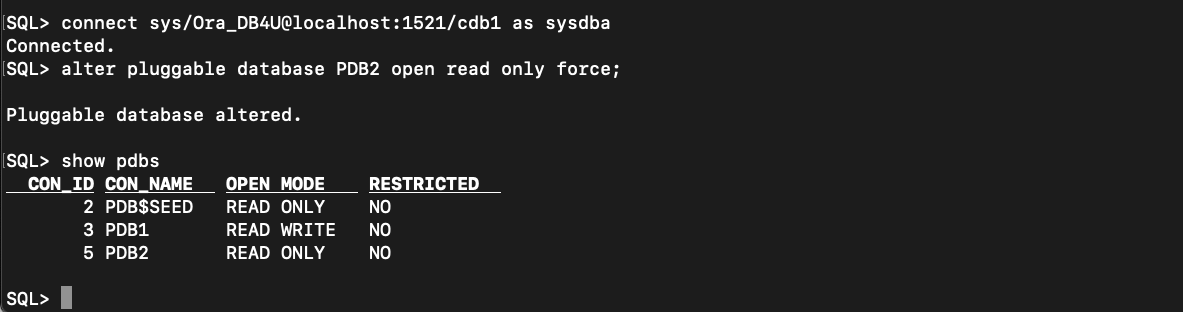 SQL> connect sys/Ora_DB4U@localhost:1521/cdb1 as sysdba
Connected.
SQL> alter pluggable database PDB2 open read only force;
Pluggable database altered.
SQL> show pdbs
CON_ID CON_NAME OPEN MODE RESTRICTED
2 PDB$SEED READ ONLY NO
3 PDB1 READ WRITE NO
5 PDB2 READ ONLY NO
SQL>